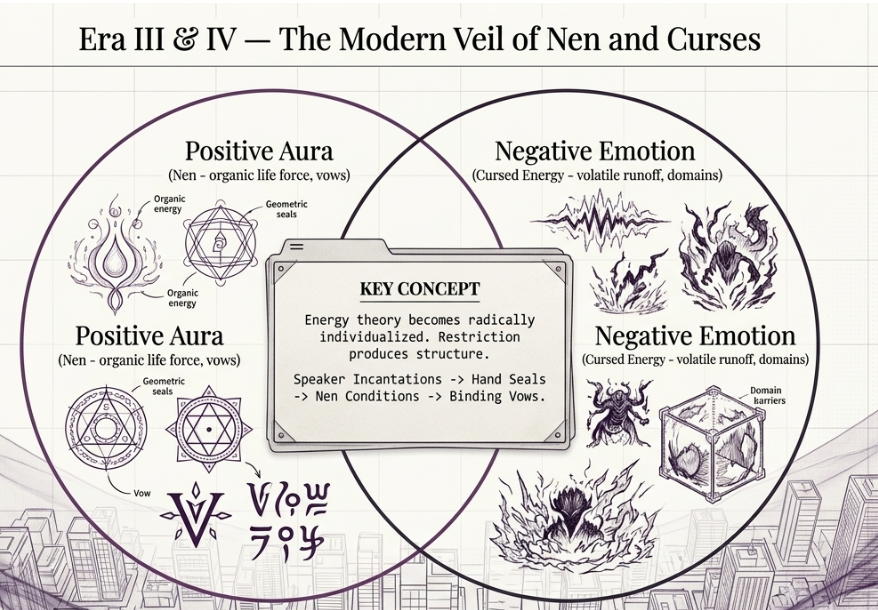 Era III & IV — The Modern Veil of Nen and Curses
Positive Aura
(Nen - organic life force, vows)
Organic
energy
Geometric
seals
Organic
energy
Positive Aura
(Nen - organic life force, vows)
Geometric
seals
Vow
KEY CONCEPT
Energy theory becomes radically
individualized. Restriction
produces structure.
Speaker Incantations -> Hand Seals
-> Nen Conditions -> Binding Vows.
Negative Emotion
(Cursed Energy - volatile runoff, domains)
Negative Emotion
(Cursed Energy - volatile runoff, domains)
Domain
karriers